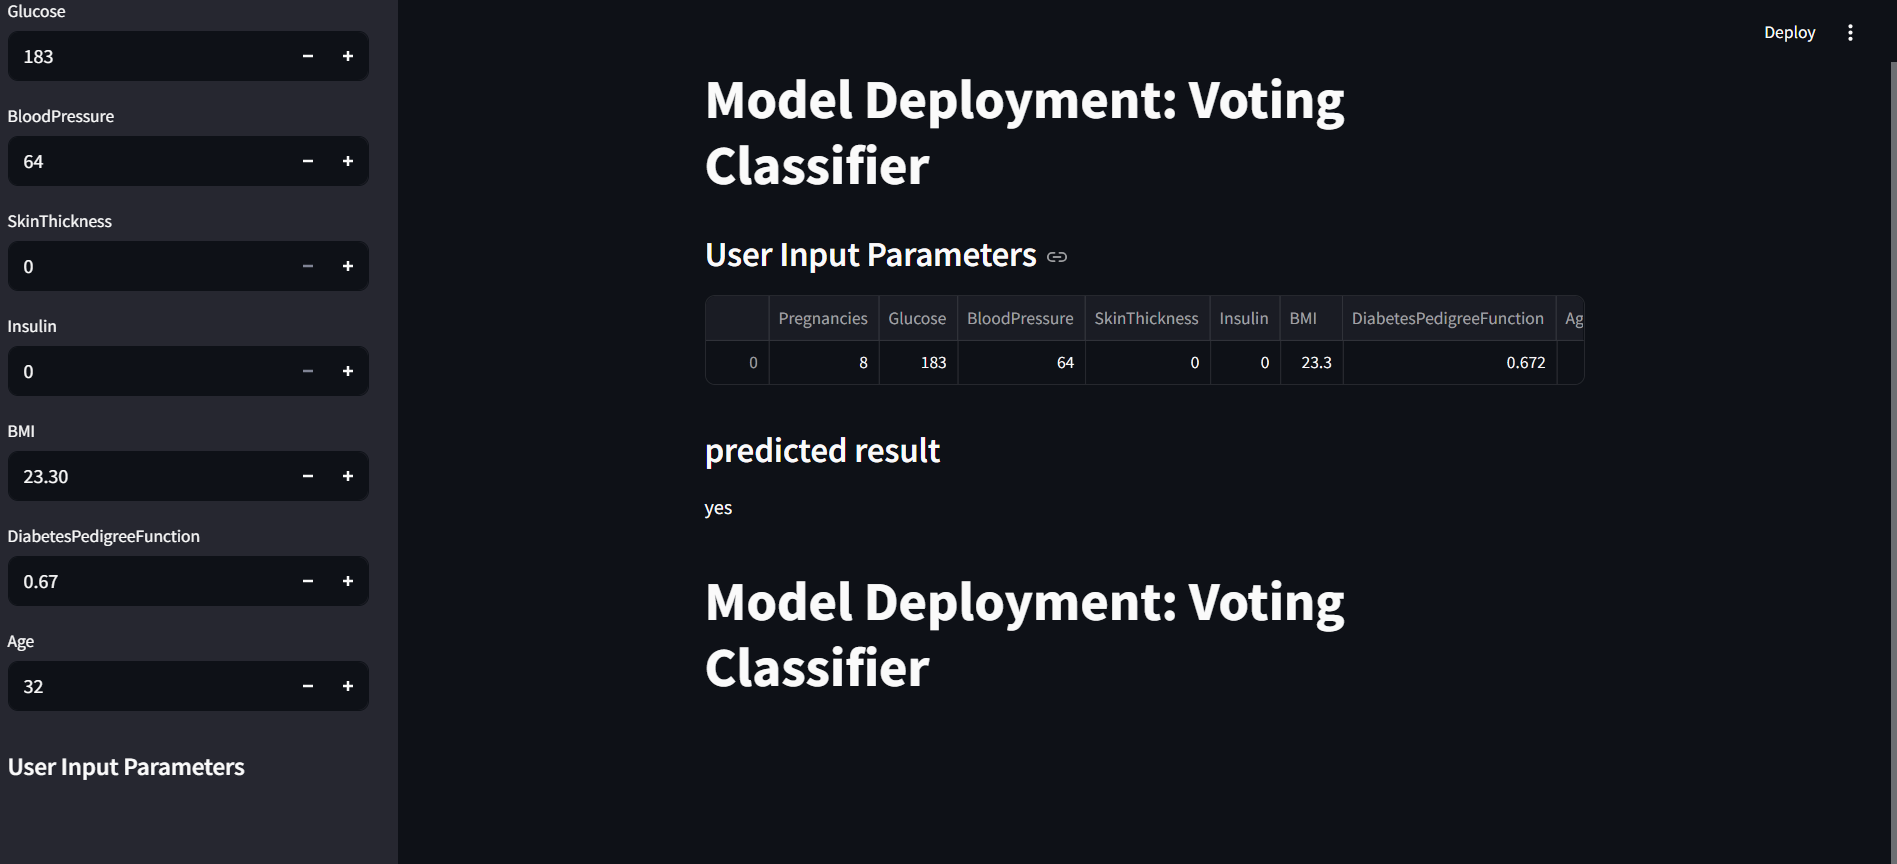 Glucose
183
BloodPressure
64
SkinThickness
0
Insulin
0
BMI
23.30
DiabetesPedigreeFunction
0.67
Age
32
User Input Parameters
Deploy
Model Deployment: Voting
Classifier
User Input Parameters
Pregnancies Glucose BloodPressure SkinThickness Insulin BMI DiabetesPedigreeFunction Ag
0 8 183 64 0 0 23.3 0.672
predicted result
yes
Model Deployment: Voting
Classifier